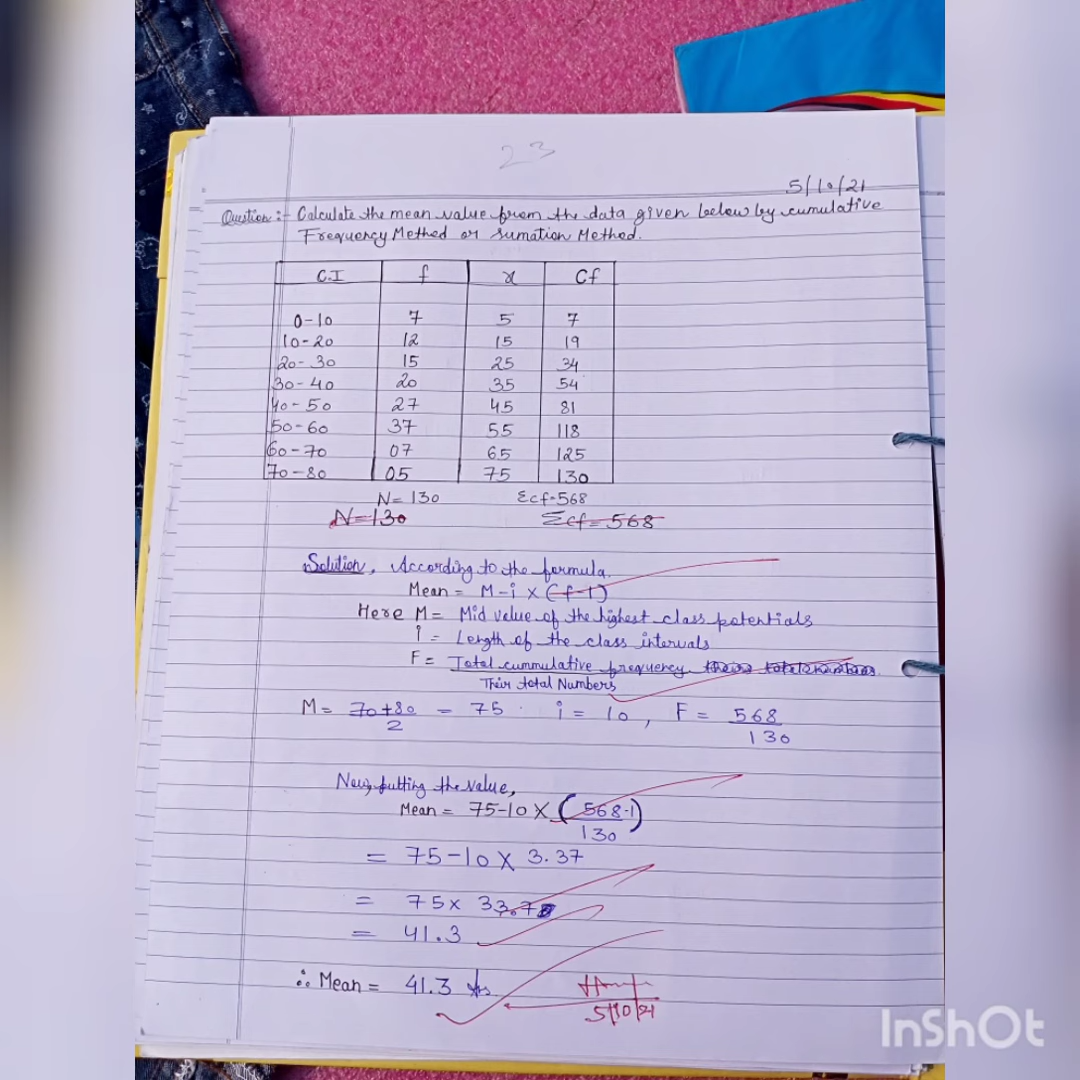 23
5/10/21
Question :- Calculate the mean value from the data given below by cumulative
Frequency Method or Sumation Method.
C.I f x Cf
0-10 7 5 7
10-20 12 15 19
20-30 15 25 34
30-40 20 35 54
40-50 27 45 81
50-60 37 55 118
60-70 07 65 125
70-80 05 75 130
N= 130 Σcf=568
N=130 Σcf= 568
Solution, According to the formula.
Mean = M-i × (f-1)
Here M= Mid value of the highest class potentials
i = Length of the class intervals
F = Total cummulative frequency
Thir total Numbers
M= 70+80 = 75 i = 10, F = 568
2 130
Now, putting the value,
Mean = 75-10 × (568-1)
130
= 75-10 × 3.37
= 75× 33.7
= 41.3
∴ Mean = 41.3
5/10/21
InShOt